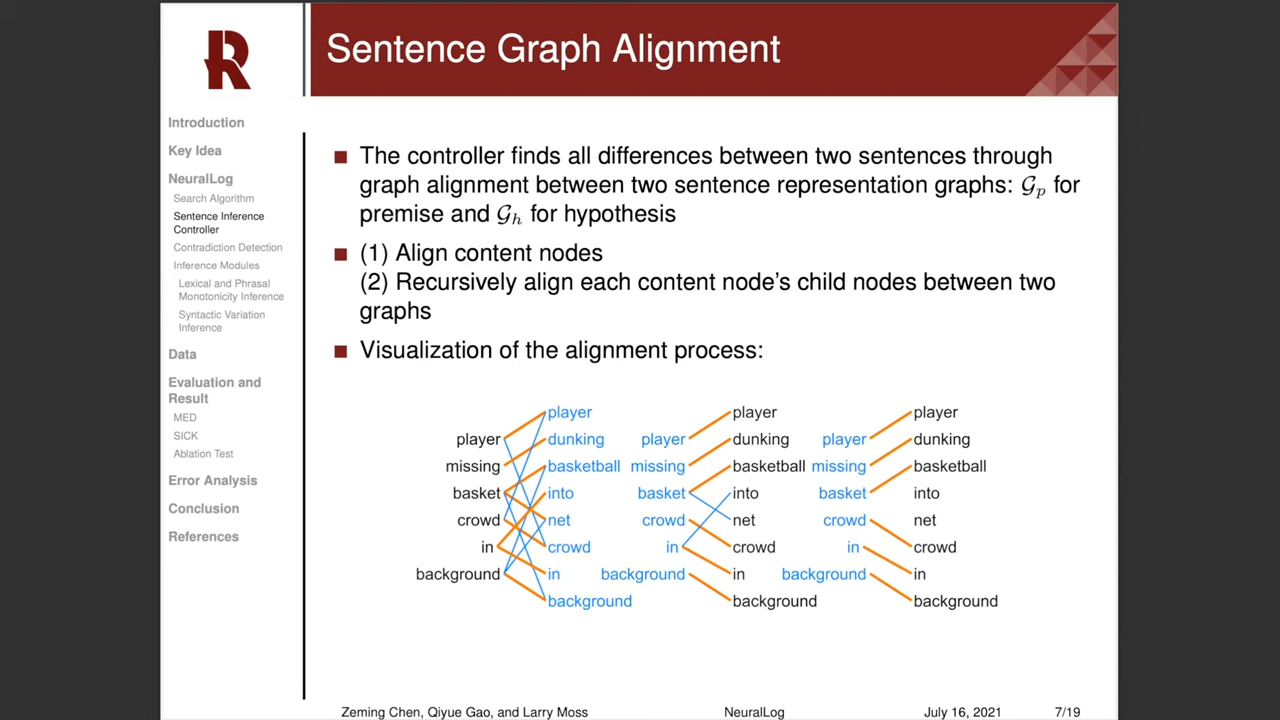 Sentence Graph Alignment
Introduction
Key Idea
NeuralLog
Search Algorithm
Sentence Inference
Controller
Contradiction Detection
Inference Modules
Lexical and Phrasal
Monotonicity Inference
Syntactic Variation
Inference
Data
Evaluation and
Result
MED
SICK
Ablation Test
Error Analysis
Conclusion
References
The controller finds all differences between two sentences through
graph alignment between two sentence representation graphs: 𝒢p for
premise and 𝒢h for hypothesis
(1) Align content nodes
(2) Recursively align each content node's child nodes between two
graphs
Visualization of the alignment process:
player
missing
basket
crowd
in
background
player
dunking
basketball
into
net
crowd
in
background
player
missing
basket
crowd
in
background
player
dunking
basketball
into
net
crowd
in
background
player
missing
basket
crowd
in
background
player
dunking
basketball
into
net
crowd
in
background
Zeming Chen, Qiyue Gao, and Larry Moss
NeuralLog
July 16, 2021
7/19